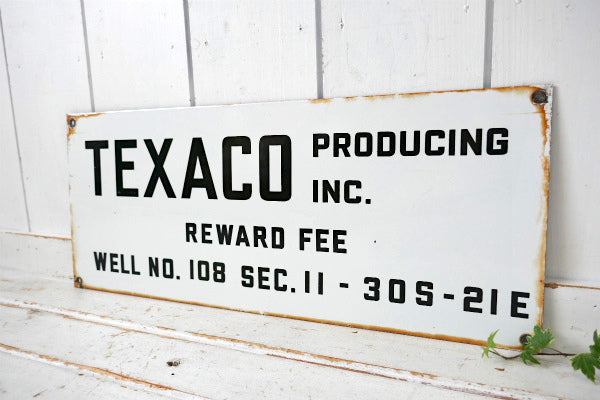 TEXACO PRODUCING INC.
REWARD FEE
WELL NO. 108 SEC. 11 - 30S - 21E